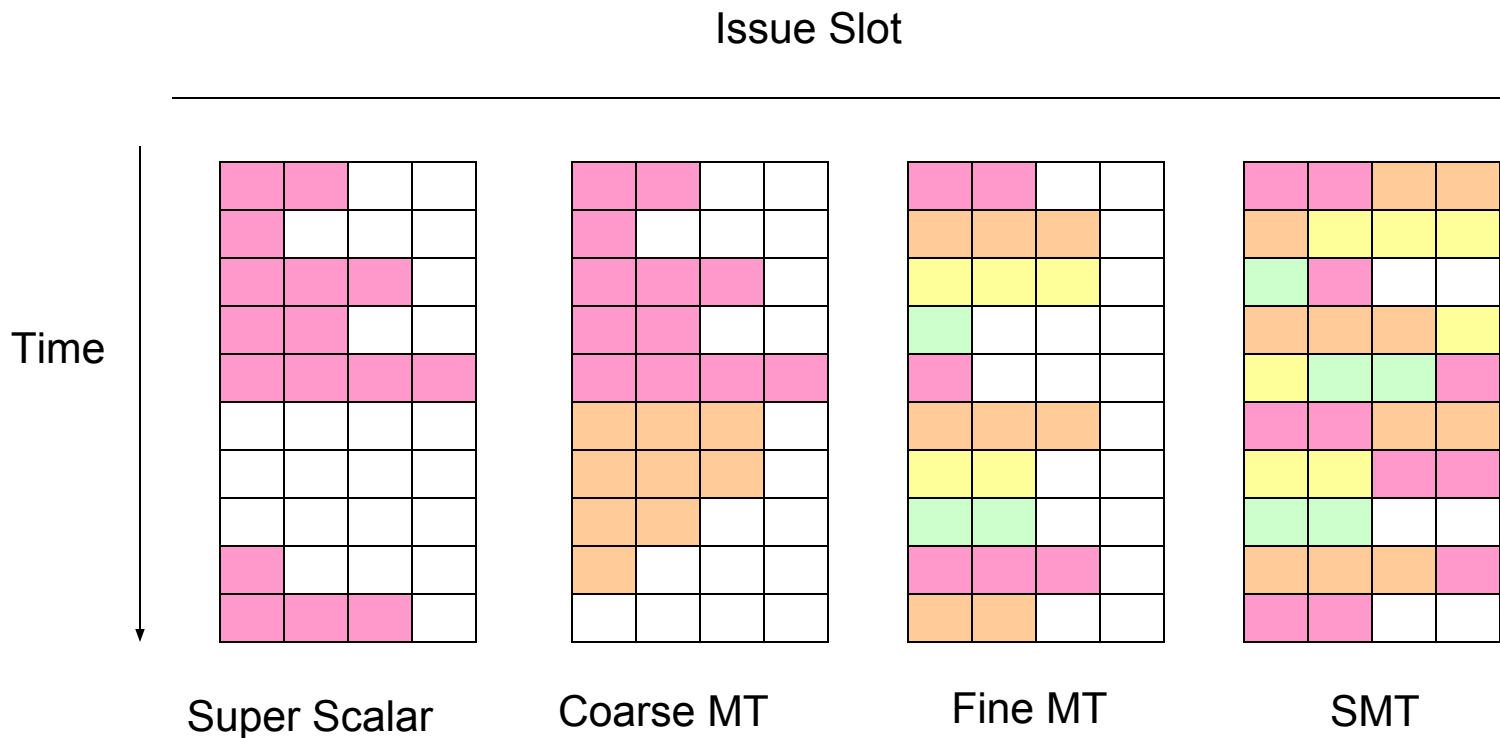 Issue Slot
Time
Super Scalar
Coarse MT
Fine MT
SMT